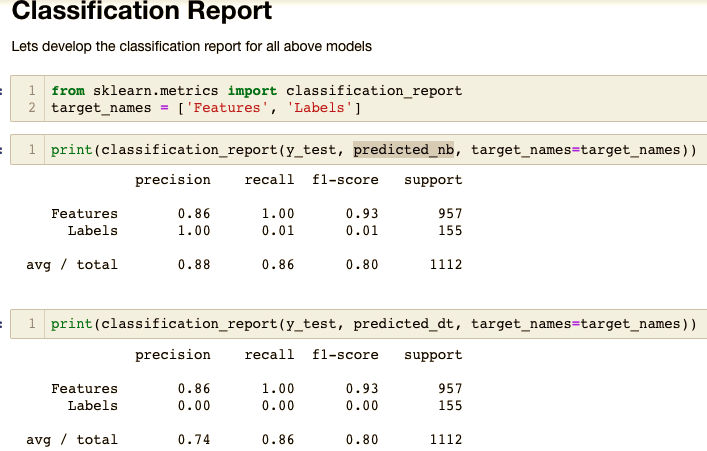 Classification Report
Lets develop the classification report for all above models
1 from sklearn.metrics import classification_report
2 target_names = ['Features', 'Labels']
1 print(classification_report(y_test, predicted_nb, target_names=target_names))
precision recall f1-score support
Features 0.86 1.00 0.93 957
Labels 1.00 0.01 0.01 155
avg / total 0.88 0.86 0.80 1112
1 print(classification_report(y_test, predicted_dt, target_names=target_names))
precision recall f1-score support
Features 0.86 1.00 0.93 957
Labels 0.00 0.00 0.00 155
avg / total 0.74 0.86 0.80 1112